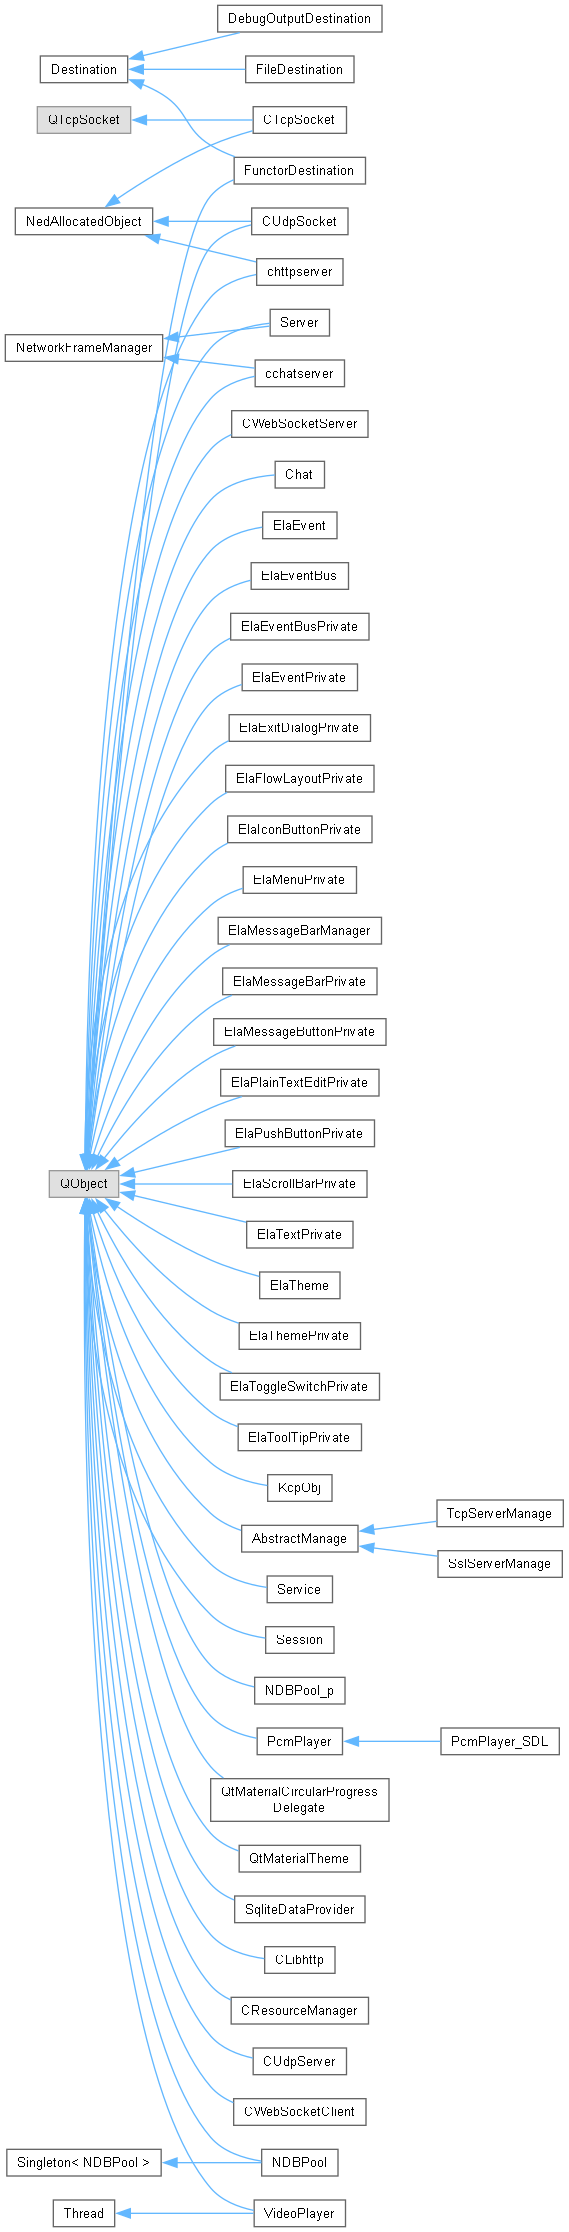 DebugOutputDestination
Destination
FileDestination
QTcpSocket
CTcpSocket
FunctorDestination
NedAllocatedObject
CUdpSocket
chttpserver
Server
NetworkFrameManager
cchatserver
CWebSocketServer
Chat
ElaEvent
ElaEventBus
ElaEventBusPrivate
ElaEventPrivate
ElaExitDialogPrivate
ElaFlowLayoutPrivate
ElaIconButtonPrivate
ElaMenuPrivate
ElaMessageBarManager
ElaMessageBarPrivate
ElaMessageButtonPrivate
ElaPlainTextEditPrivate
ElaPushButtonPrivate
QObject
ElaScrollBarPrivate
ElaTextPrivate
ElaTheme
ElaThemePrivate
ElaToggleSwitchPrivate
ElaToolTipPrivate
KcpObj
TcpServerManage
AbstractManage
SslServerManage
Service
Session
NDBPool_p
PcmPlayer
PcmPlayer_SDL
QtMaterialCircularProgress
Delegate
QtMaterialTheme
SqliteDataProvider
CLibhttp
CResourceManager
CUdpServer
CWebSocketClient
Singleton< NDBPool >
NDBPool
Thread
VideoPlayer